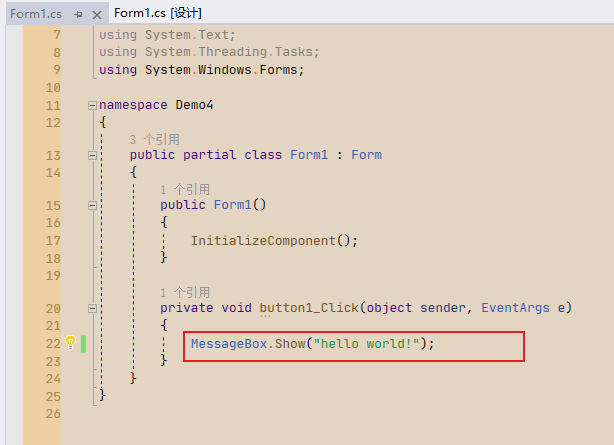 Form1.cs Form1.cs [设计]
7 using System.Text;
8 using System.Threading.Tasks;
9 using System.Windows.Forms;
10
11 namespace Demo4
12 {
3 个引用
13 public partial class Form1 : Form
14 {
1 个引用
15 public Form1()
16 {
17 InitializeComponent();
18 }
19
1 个引用
20 private void button1_Click(object sender, EventArgs e)
21 {
22 MessageBox.Show("hello world!");
23 }
24 }
25 }
26